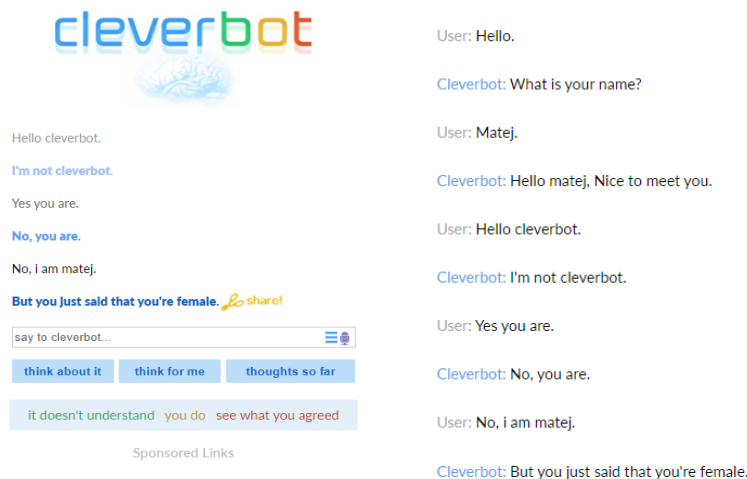 cleverbot
Hello cleverbot.
I'm not cleverbot.
Yes you are.
No, you are.
No, i am matej.
But you just said that you're female. share!
say to cleverbot...
think about it think for me thoughts so far
it doesn't understand you do see what you agreed
Sponsored Links
User: Hello.
Cleverbot: What is your name?
User: Matej.
Cleverbot: Hello matej, Nice to meet you.
User: Hello cleverbot.
Cleverbot: I'm not cleverbot.
User: Yes you are.
Cleverbot: No, you are.
User: No, i am matej.
Cleverbot: But you just said that you're female.